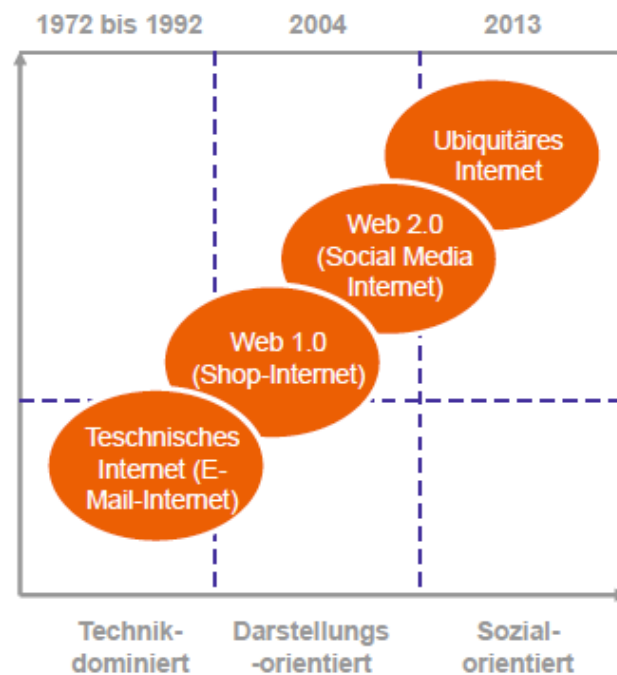 1972 bis 1992
2004
2013
Ubiquitäres
Internet
Web 2.0
(Social Media
Internet)
Web 1.0
(Shop-Internet)
Teschnisches
Internet (E-
Mail-Internet)
Technik-
dominiert
Darstellungs
-orientiert
Sozial-
orientiert